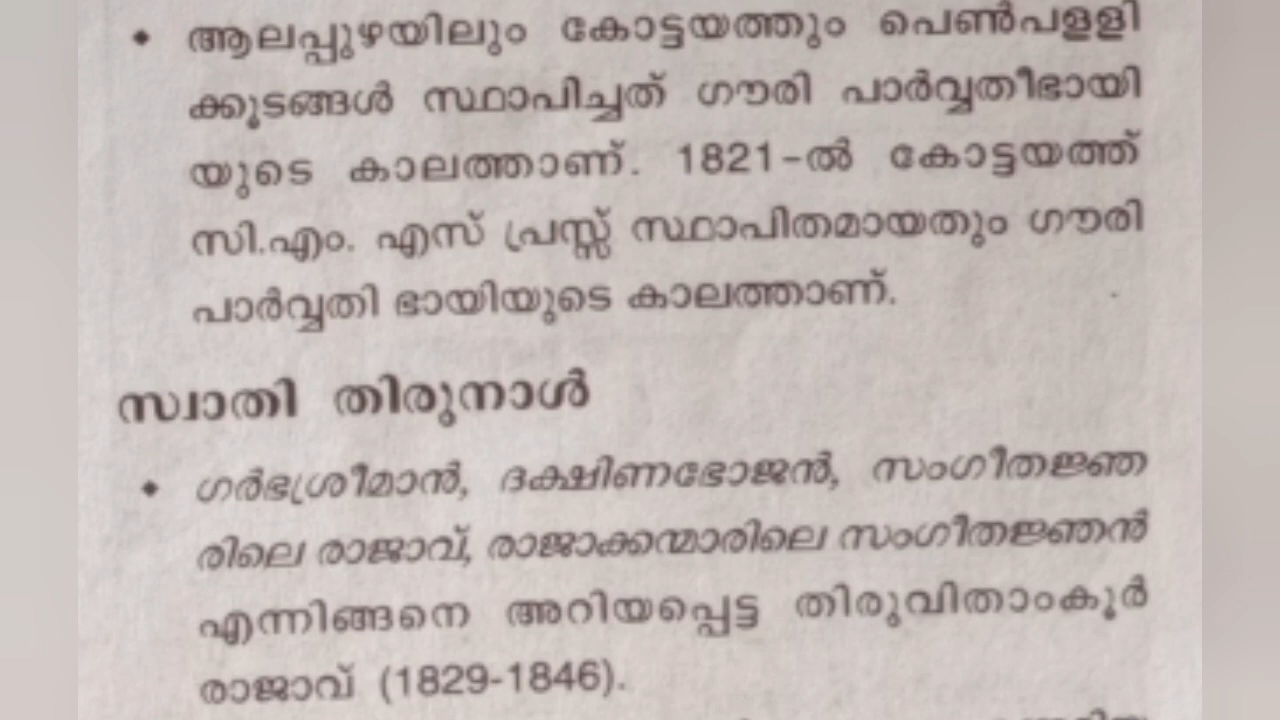 • ആലപ്പുഴയിലും കോട്ടയത്തും പെൺപളളി
ക്കൂടങ്ങൾ സ്ഥാപിച്ചത് ഗൗരി പാർവ്വതീഭായി
യുടെ കാലത്താണ്. 1821-ൽ കോട്ടയത്ത്
സി.എം. എസ് പ്രസ്സ് സ്ഥാപിതമായതും ഗൗരി
പാർവ്വതി ഭായിയുടെ കാലത്താണ്.
സ്വാതി തിരുനാൾ
• ഗർഭശ്രീമാൻ, ദക്ഷിണഭോജൻ, സംഗീതജ്ഞ
രിലെ രാജാവ്, രാജാക്കന്മാരിലെ സംഗീതജ്ഞൻ
എന്നിങ്ങനെ അറിയപ്പെട്ട തിരുവിതാംകൂർ
രാജാവ് (1829-1846).